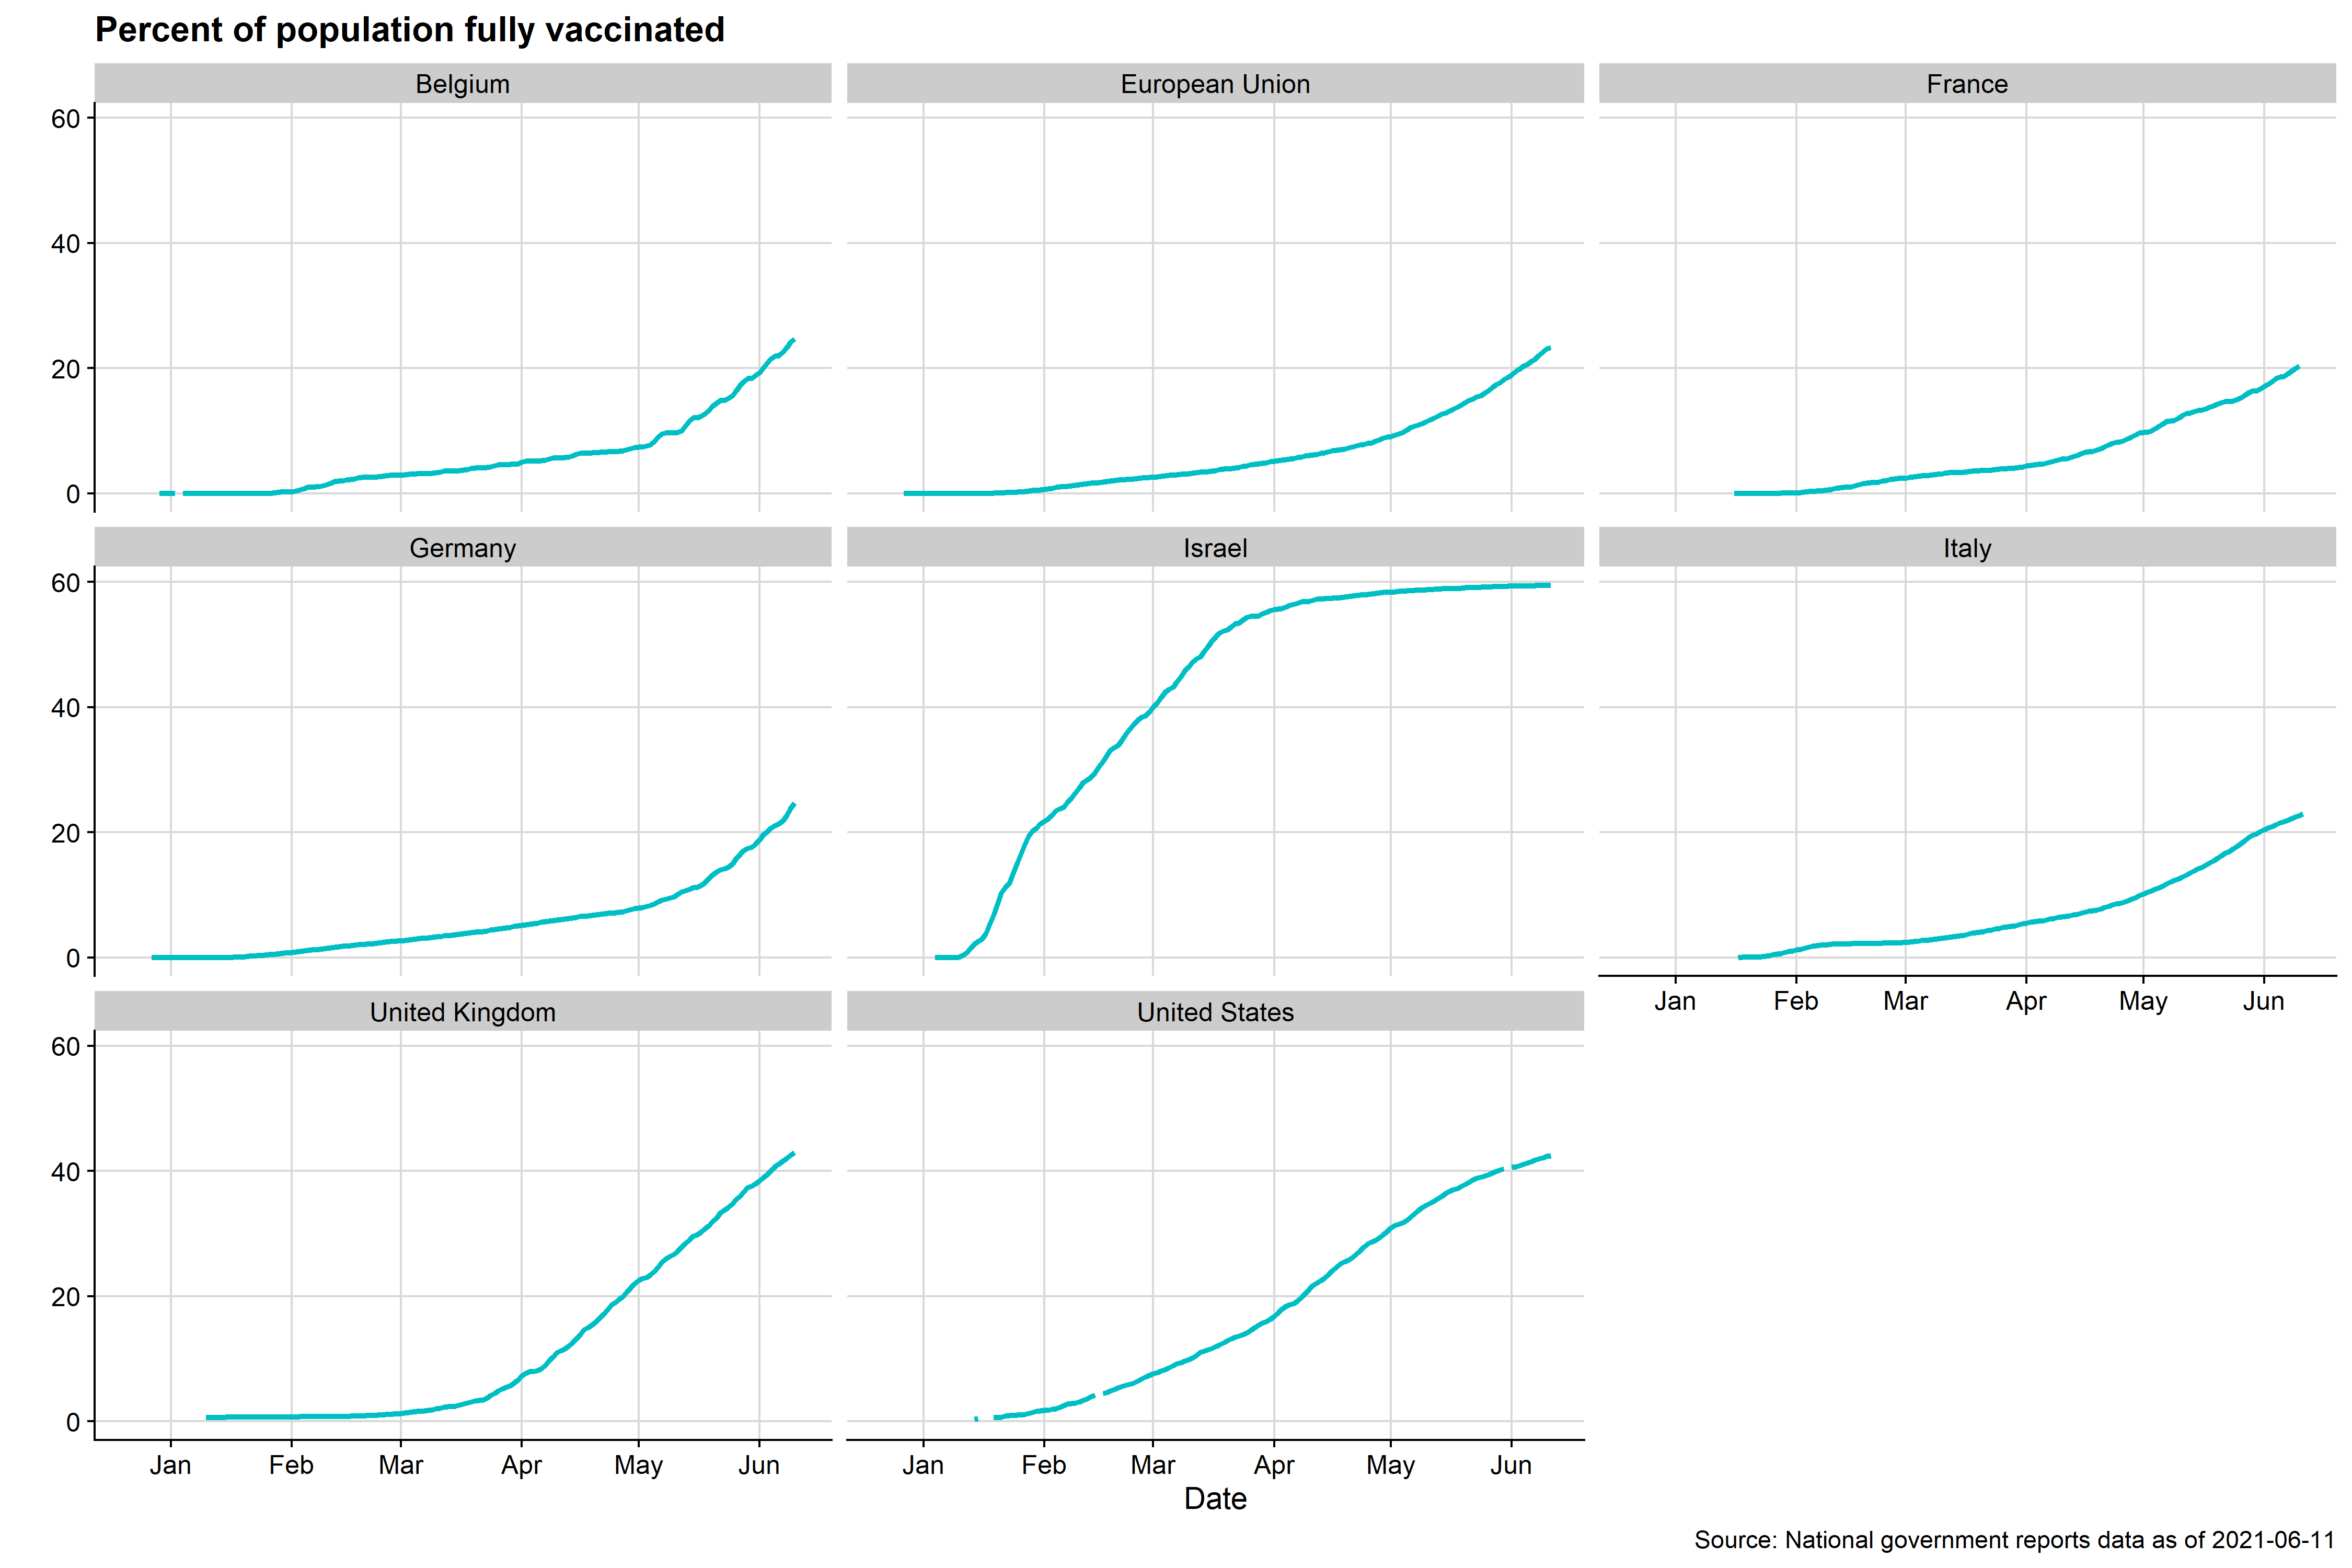 Percent of population fully vaccinated
Belgium
European Union
France
60
40
20
0
Germany
Israel
Italy
60
40
20
0
Jan Feb Mar Apr May Jun
United Kingdom
United States
60
40
20
0
Jan Feb Mar Apr May Jun
Jan Feb Mar Apr May Jun
Date
Source: National government reports data as of 2021-06-11